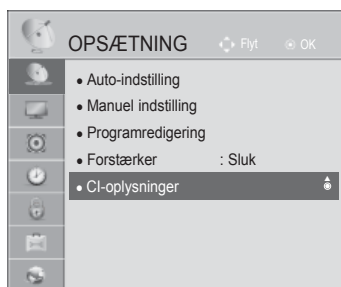 OPSÆTNING Flyt OK
• Auto-indstilling
• Manuel indstilling
• Programredigering
• Forstærker : Sluk
• CI-oplysninger